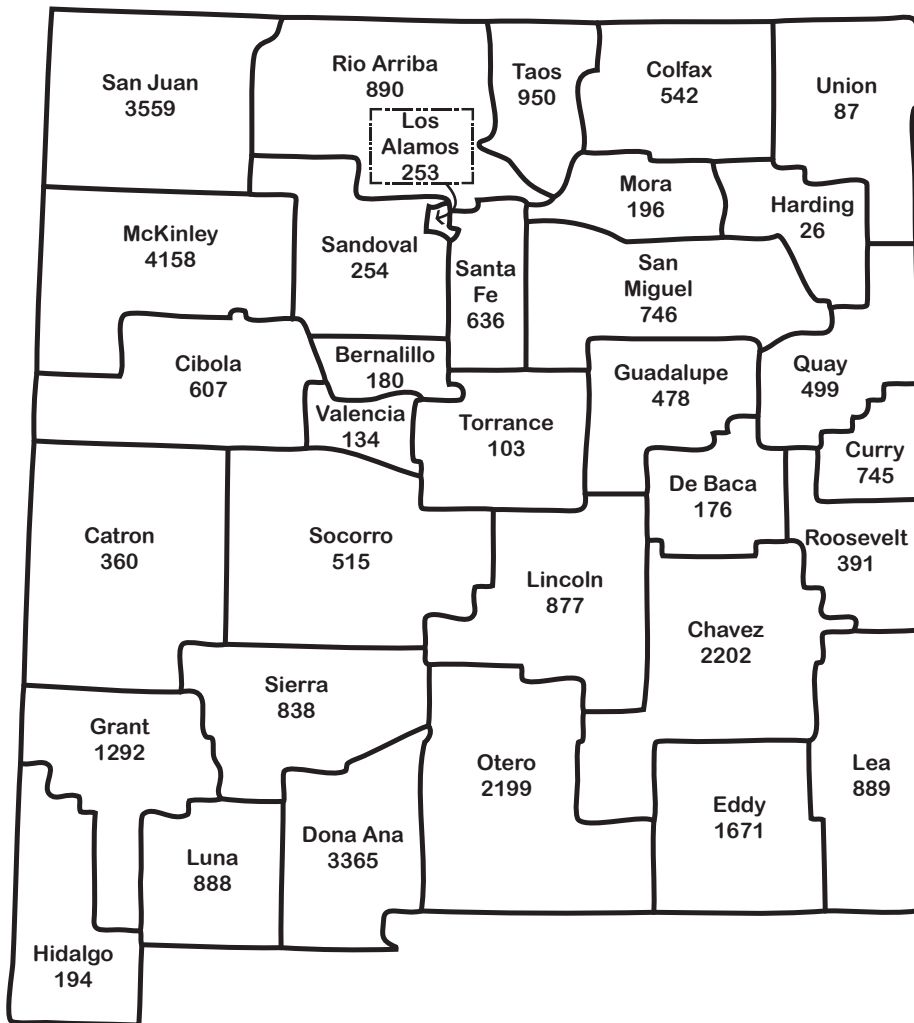 San Juan
3559
Rio Arriba
890
Taos
950
Colfax
542
Union
87
Los
Alamos
253
Mora
196
Harding
26
McKinley
4158
Sandoval
254
Santa
Fe
636
San
Miguel
746
Cibola
607
Bernalillo
180
Guadalupe
478
Quay
499
Valencia
134
Torrance
103
Curry
745
De Baca
176
Catron
360
Socorro
515
Roosevelt
391
Lincoln
877
Chavez
2202
Sierra
838
Grant
1292
Otero
2199
Lea
889
Eddy
1671
Dona Ana
3365
Luna
888
Hidalgo
194